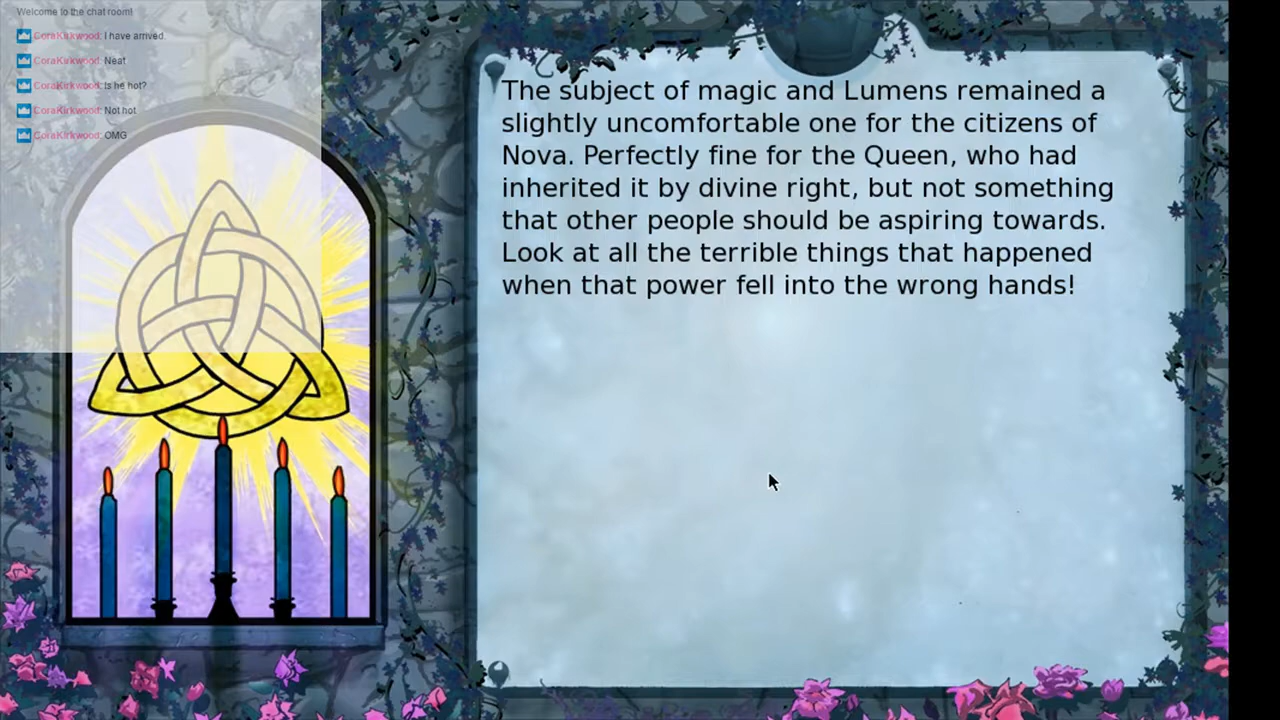 Welcome to the chat room!
CoraKirkwood: I have arrived.
CoraKirkwood: Neat
CoraKirkwood: Is he hot?
CoraKirkwood: Not hot
CoraKirkwood: OMG
The subject of magic and Lumens remained a
slightly uncomfortable one for the citizens of
Nova. Perfectly fine for the Queen, who had
inherited it by divine right, but not something
that other people should be aspiring towards.
Look at all the terrible things that happened
when that power fell into the wrong hands!